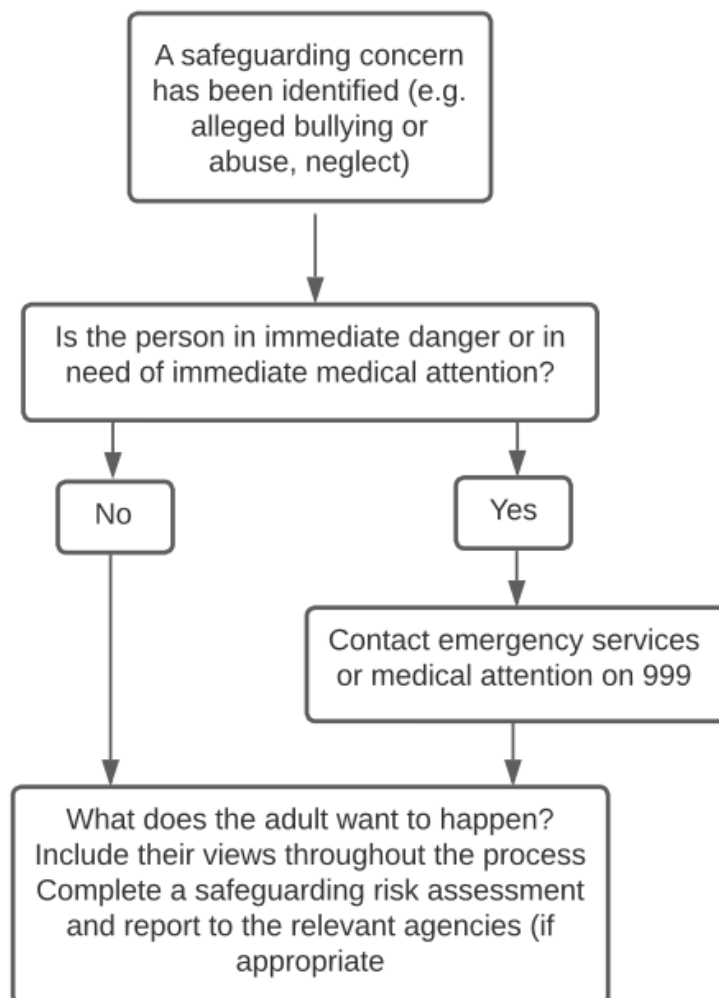 A safeguarding concern
has been identified (e.g.
alleged bullying or
abuse, neglect)
Is the person in immediate danger or in
need of immediate medical attention?
No
Yes
Contact emergency services
or medical attention on 999
What does the adult want to happen?
Include their views throughout the process
Complete a safeguarding risk assessment
and report to the relevant agencies (if
appropriate